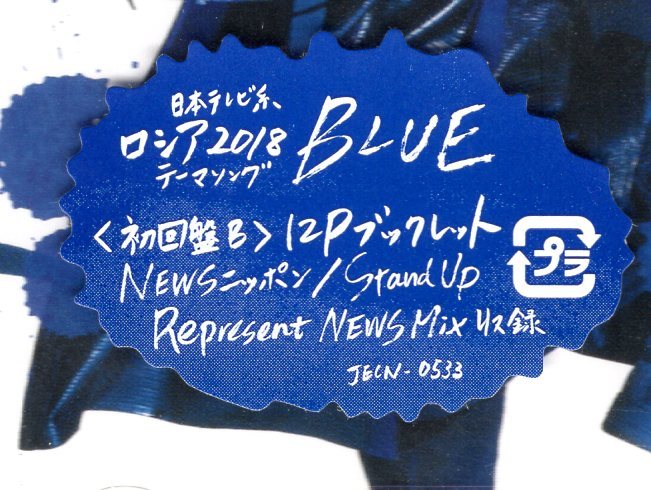 日本テレビ系、
ロシア2018
テーマソング
BLUE
＜初回盤B＞12Pブックレット
プラ
NEWSニッポン/Stand Up
Represent NEWS Mix 収録
JECN-0533